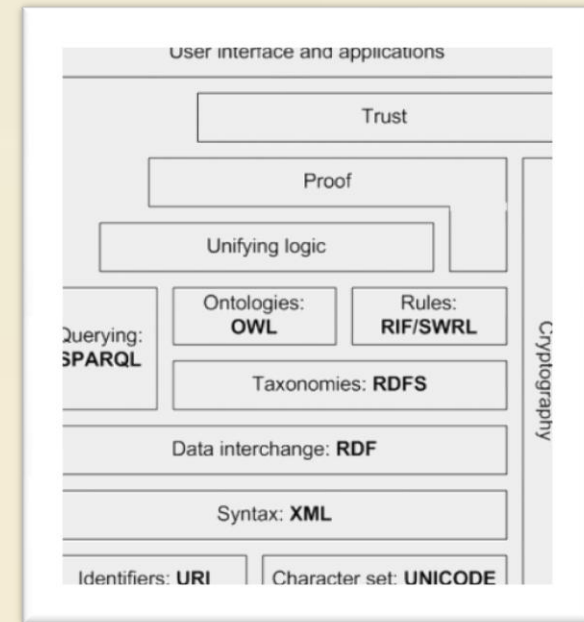 User interface and applications
Trust
Proof
Unifying logic
Ontologies:
OWL
Rules:
RIF/SWRL
Querying:
SPARQL
Taxonomies: RDFS
Cryptography
Data interchange: RDF
Syntax: XML
Identifiers: URI
Character set: UNICODE